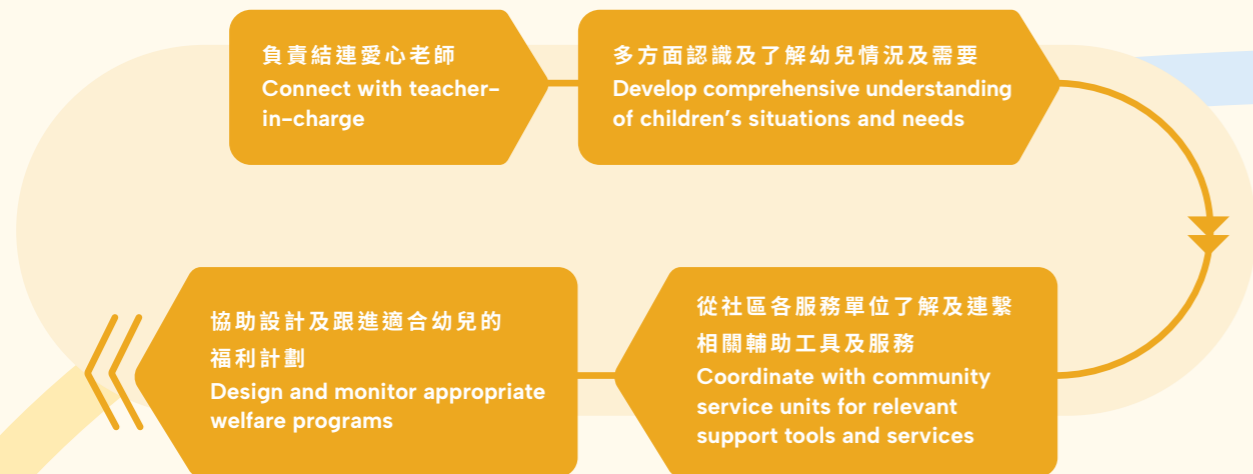 負責結連愛心老師
Connect with teacher-
in-charge
多方面認識及了解幼兒情況及需要
Develop comprehensive understanding
of children’s situations and needs
從社區各服務單位了解及連繫
相關輔助工具及服務
Coordinate with community
service units for relevant
support tools and services
協助設計及跟進適合幼兒的
福利計劃
Design and monitor appropriate
welfare programs